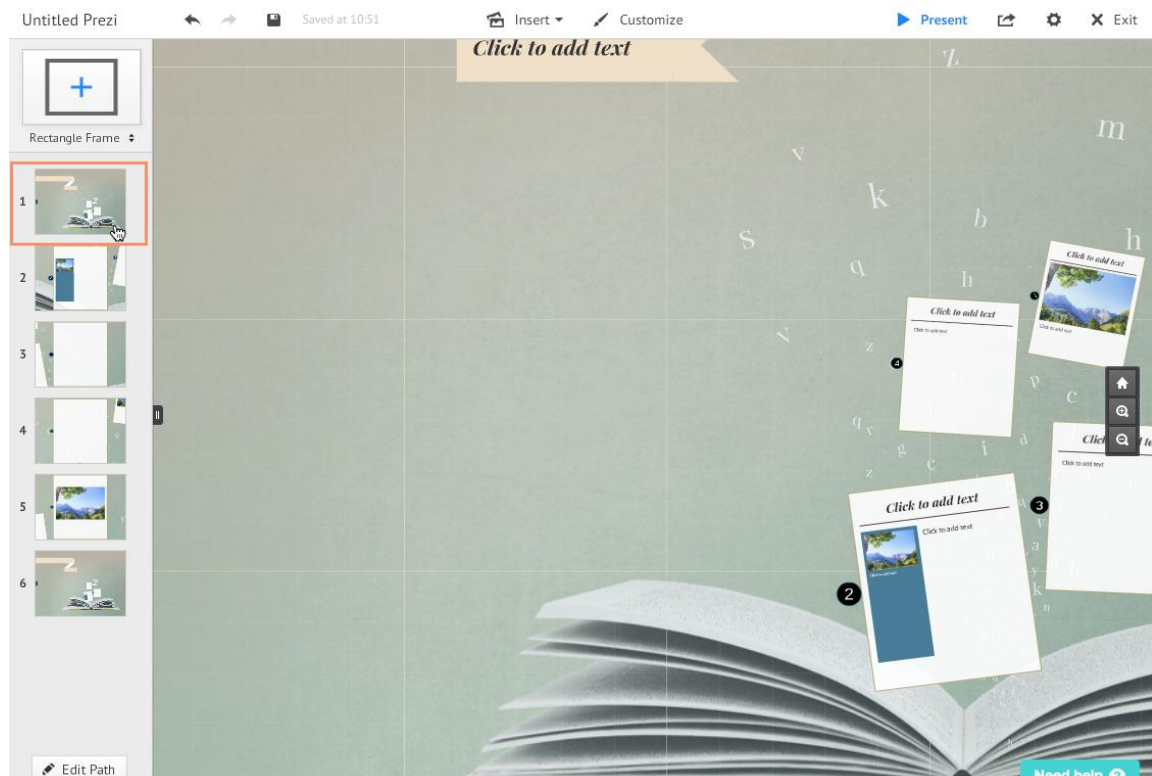 Untitled Prezi
Saved at 10:51
Insert
Customize
Present
Exit
Rectangle Frame
1
2
3
4
5
6
Edit Path
Click to add text
z
m
v
k
b
s
h
q
h
Click to add text
Click to add text
Click to add text
Click to add text
4
v
z
v
c
q
r
g
i
d
c
z
Click to add text
Click to add text
3
v
a
y
k
n
Click to add text
Click to add text
2
Need help ?